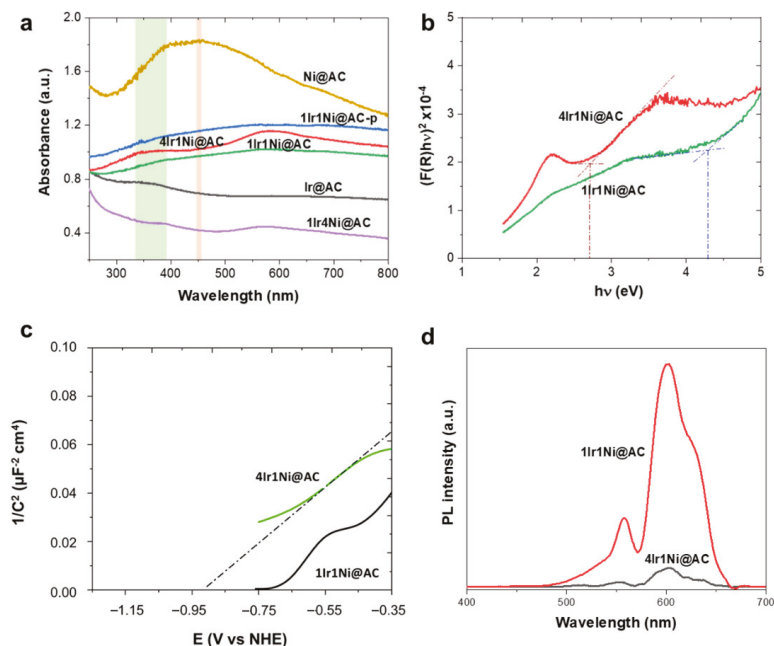 a
Absorbance (a.u.)
2.0
1.6
1.2
0.8
0.4
Ni@AC
1Ir1Ni@AC-p
4Ir1Ni@AC
1Ir1Ni@AC
Ir@AC
1Ir4Ni@AC
300 400 500 600 700 800
Wavelength (nm)
b
(F(R)hν)² x10⁻⁴
5
4
3
2
1
0
4Ir1Ni@AC
1Ir1Ni@AC
1 2 3 4 5
hν (eV)
c
1/C² (µF⁻² cm⁴)
0.10
0.08
0.06
0.04
0.02
0.00
4Ir1Ni@AC
1Ir1Ni@AC
−1.15 −0.95 −0.75 −0.55 −0.35
E (V vs NHE)
d
PL intensity (a.u.)
1Ir1Ni@AC
4Ir1Ni@AC
400 500 600 700
Wavelength (nm)